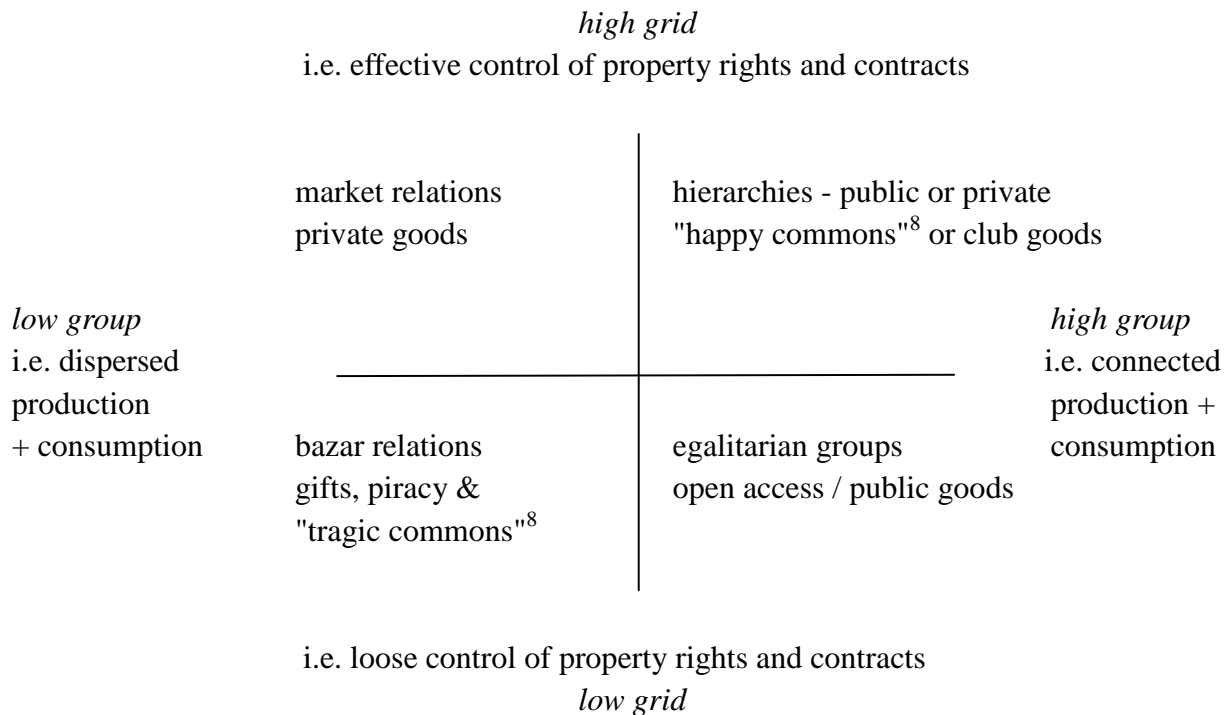 high grid
i.e. effective control of property rights and contracts
market relations
private goods
hierarchies - public or private
"happy commons"8 or club goods
low group
i.e. dispersed
production
+ consumption
high group
i.e. connected
production +
consumption
bazar relations
gifts, piracy &
"tragic commons"8
egalitarian groups
open access / public goods
i.e. loose control of property rights and contracts
low grid